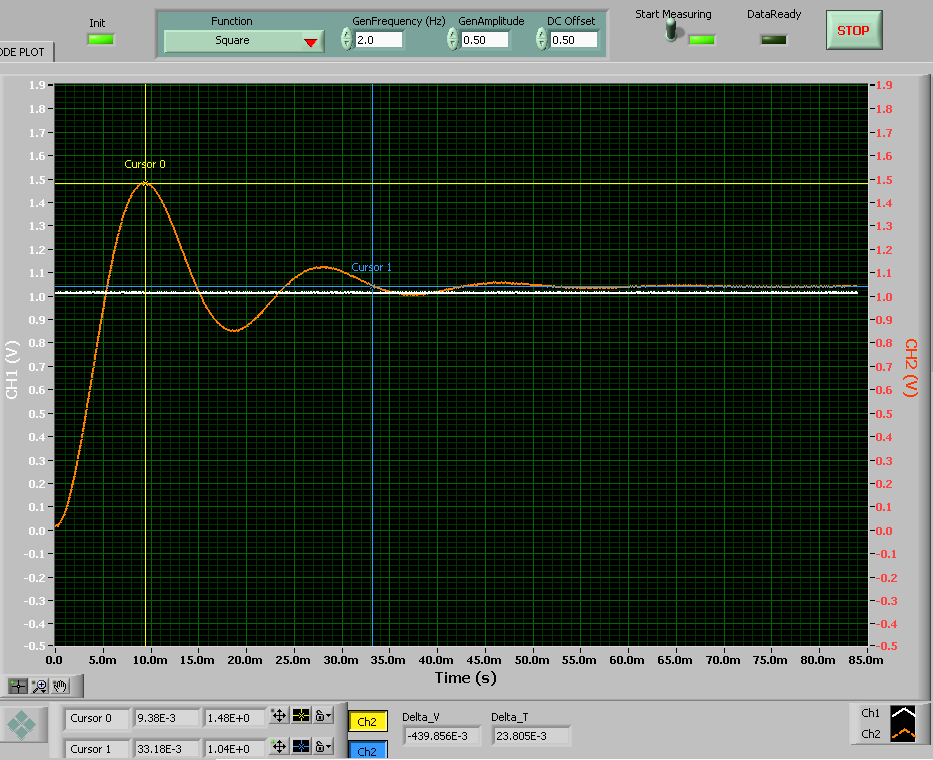 Init
Function
GenFrequency (Hz)
GenAmplitude
DC Offset
Start Measuring
DataReady
Square
2.0
0.50
0.50
STOP
ODE PLOT
1.9
1.8
1.7
1.6
1.5
1.4
1.3
1.2
1.1
1.0
0.9
0.8
0.7
0.6
0.5
0.4
0.3
0.2
0.1
0.0
-0.1
-0.2
-0.3
-0.4
-0.5
CH1 (V)
Cursor 0
Cursor 1
1.9
1.8
1.7
1.6
1.5
1.4
1.3
1.2
1.1
1.0
0.9
0.8
0.7
0.6
0.5
0.4
0.3
0.2
0.1
0.0
-0.1
-0.2
-0.3
-0.4
-0.5
CH2 (V)
0.0 5.0m 10.0m 15.0m 20.0m 25.0m 30.0m 35.0m 40.0m 45.0m 50.0m 55.0m 60.0m 65.0m 70.0m 75.0m 80.0m 85.0m
Time (s)
Cursor 0 9.38E-3 1.48E+0 Ch2
Cursor 1 33.18E-3 1.04E+0 Ch2
Delta_V Delta_T
-439.856E-3 23.805E-3
Ch1
Ch2